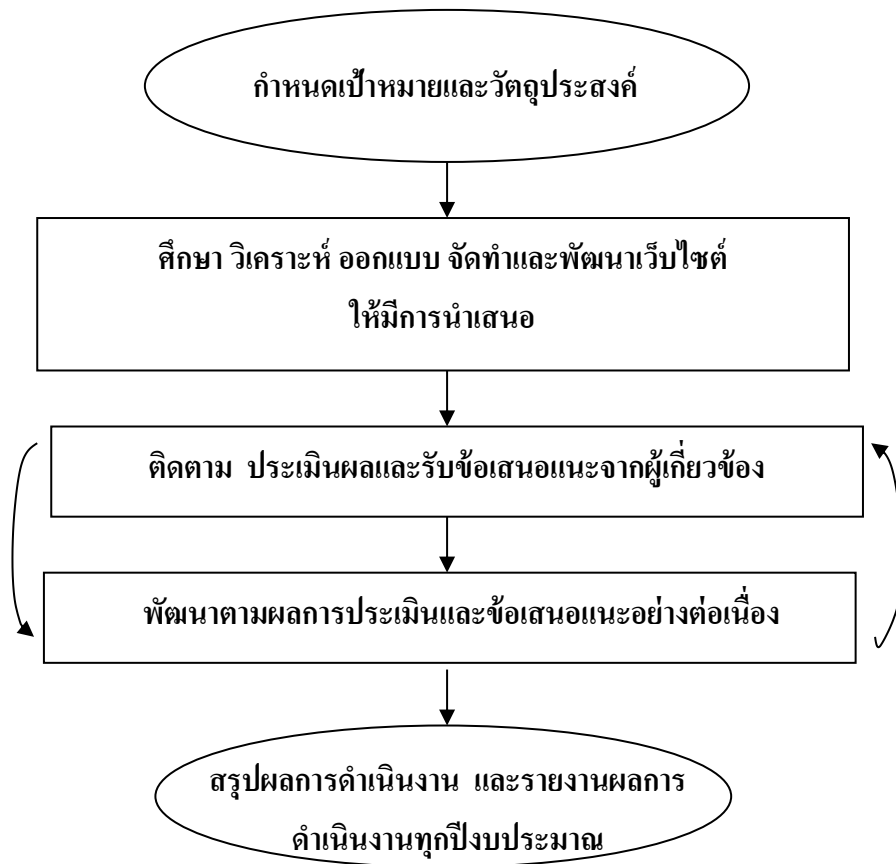 กำหนดเป้าหมายและวัตถุประสงค์
ศึกษา วิเคราะห์ ออกแบบ จัดทำและพัฒนาเว็บไซต์
ให้มีการนำเสนอ
ติดตาม ประเมินผลและรับข้อเสนอแนะจากผู้เกี่ยวข้อง
พัฒนาตามผลการประเมินและข้อเสนอแนะอย่างต่อเนื่อง
สรุปผลการดำเนินงาน และรายงานผลการ
ดำเนินงานทุกปีงบประมาณ